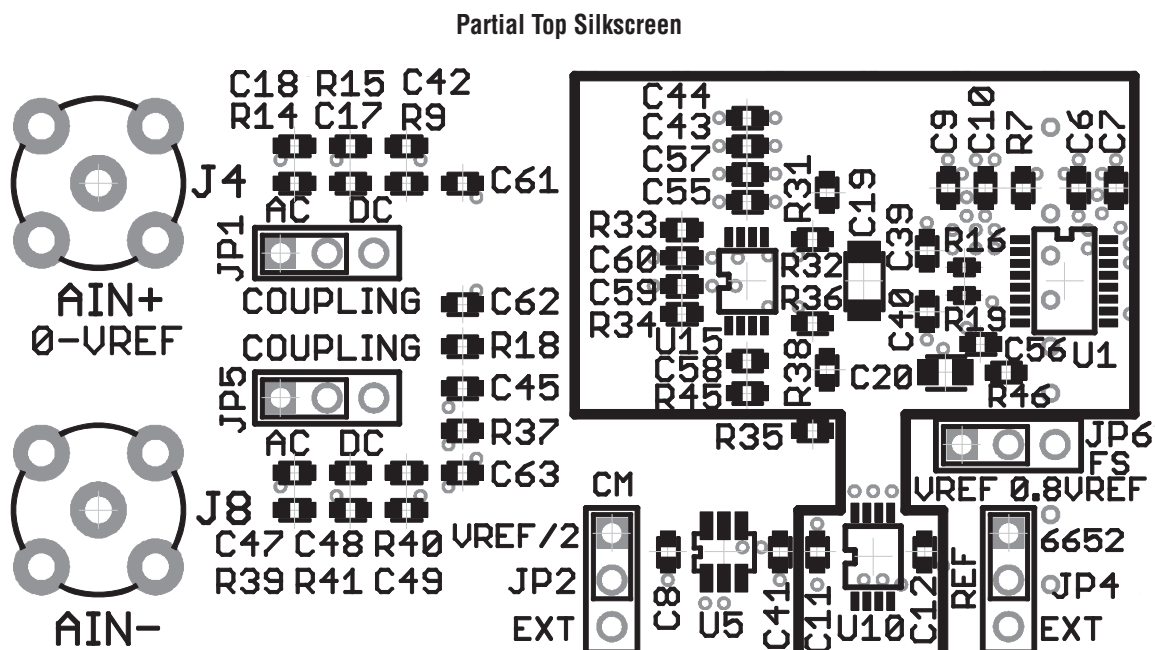 Partial Top Silkscreen
C18 R15 C42
R14 C17 R9
J4
C61
AC DC
JP1
COUPLING
AIN+
0-VREF
C62
COUPLING
R18
JP5
C45
AC DC
R37
C63
J8
C47 C48 R40
R39 R41 C49
AIN-
C44
C43
C57
C55
R31
C19
R33
C60
C59
R34
U15
C58
R45
R32
R36
R38
R35
C39
C40
R16
R19
C9
C10
R7
C6
C7
C56
U1
C20
R46
JP6
FS
VREF 0.8VREF
CM
VREF/2
JP2
EXT
C8
U5
C41
C11
U10
C12
REF
6652
JP4
EXT